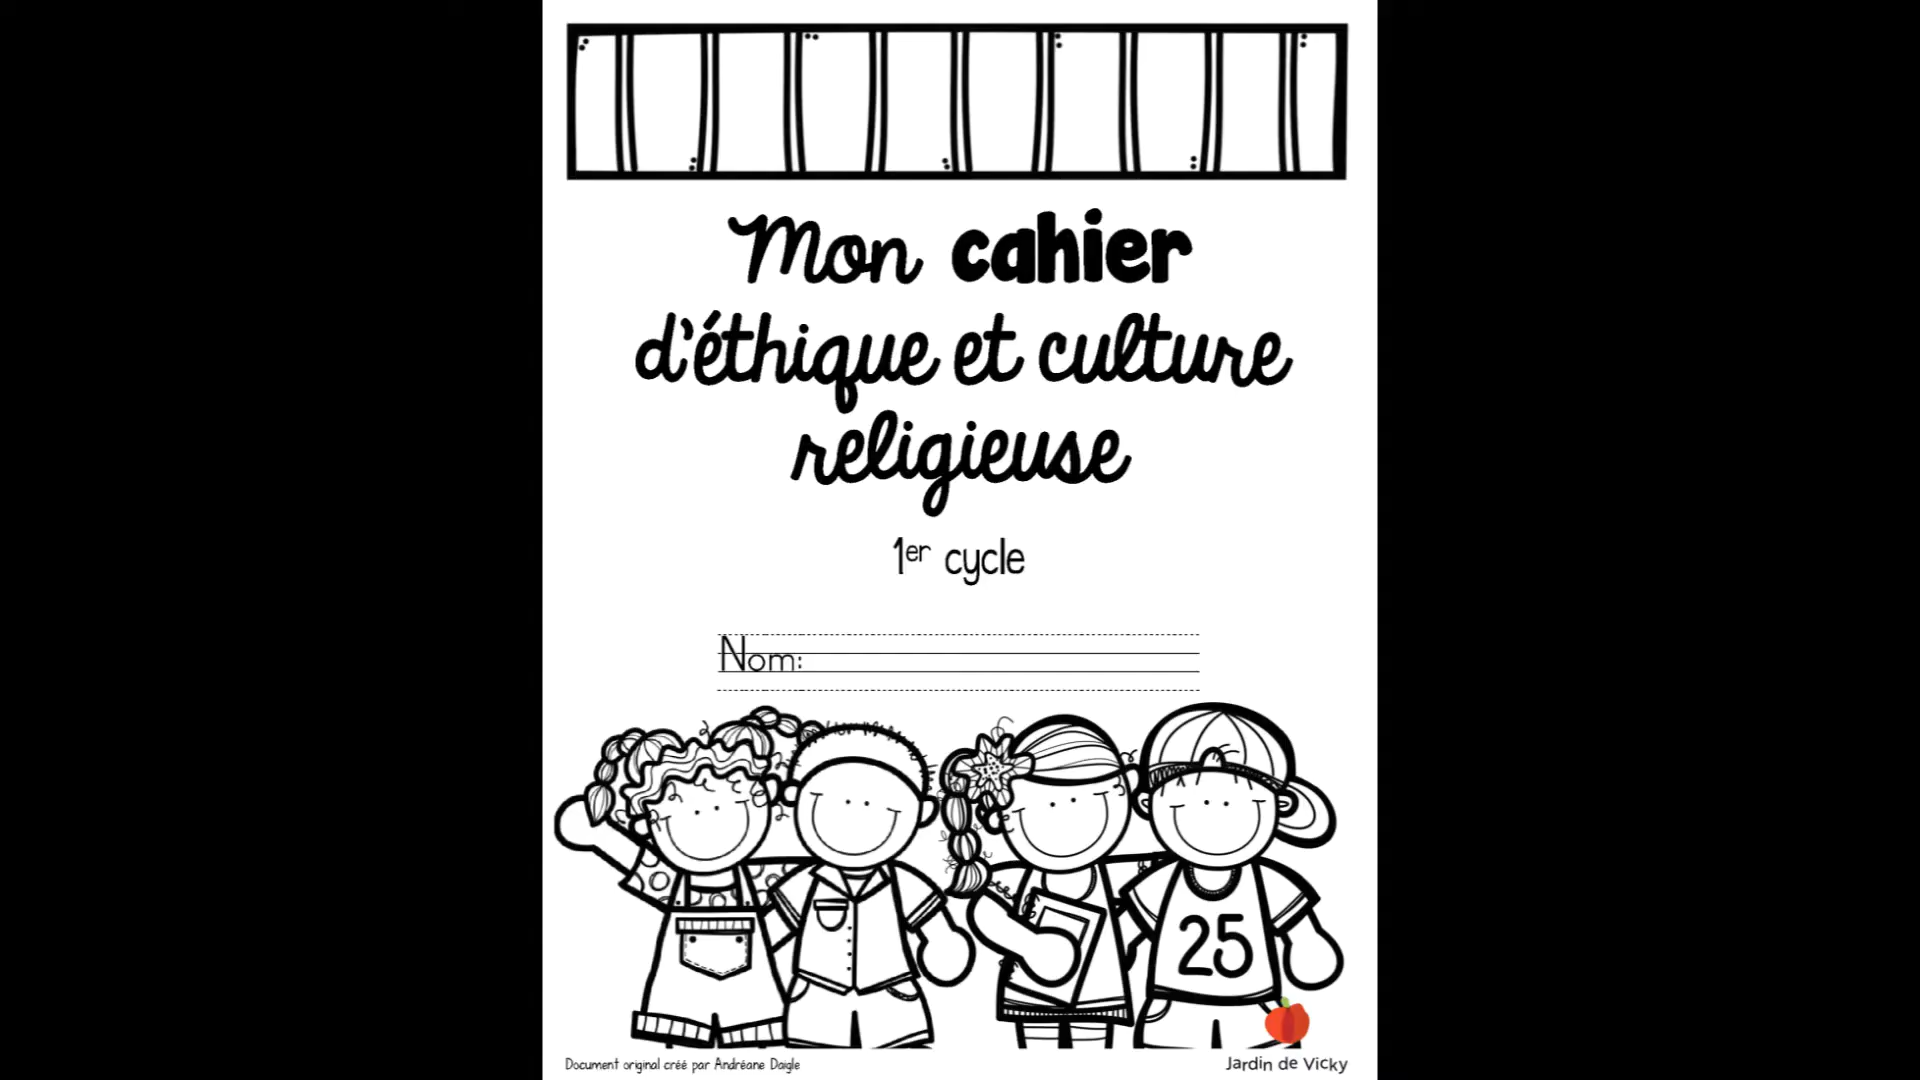 Mon cahier
d'éthique et culture
religieuse
1er cycle
Nom:
25
Document original créé par Andréane Daigle
Jardin de Vicky